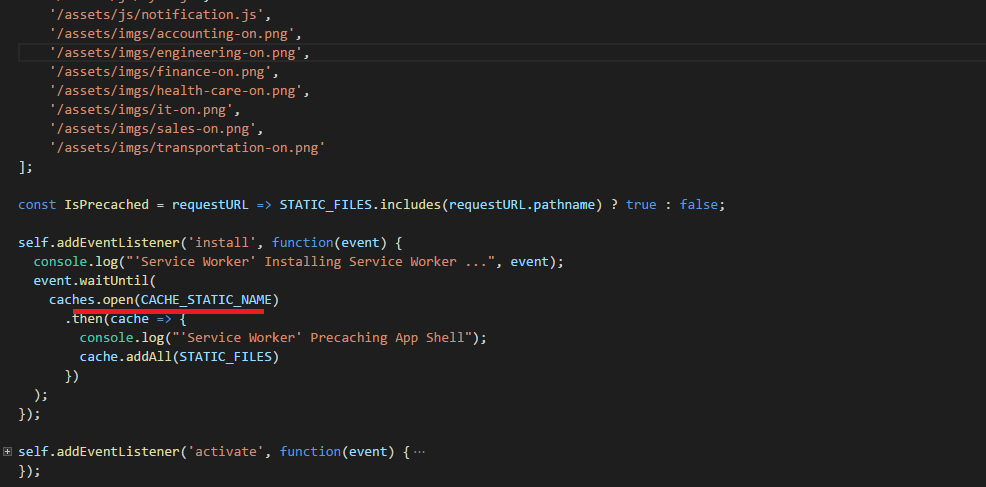 '/assets/js/notification.js',
'/assets/imgs/accounting-on.png',
'/assets/imgs/engineering-on.png',
'/assets/imgs/finance-on.png',
'/assets/imgs/health-care-on.png',
'/assets/imgs/it-on.png',
'/assets/imgs/sales-on.png',
'/assets/imgs/transportation-on.png'
];
const IsPrecached = requestURL => STATIC_FILES.includes(requestURL.pathname) ? true : false;
self.addEventListener('install', function(event) {
console.log("'Service Worker' Installing Service Worker ...", event);
event.waitUntil(
caches.open(CACHE_STATIC_NAME)
.then(cache => {
console.log("'Service Worker' Precaching App Shell");
cache.addAll(STATIC_FILES)
})
);
});
self.addEventListener('activate', function(event) {...
});